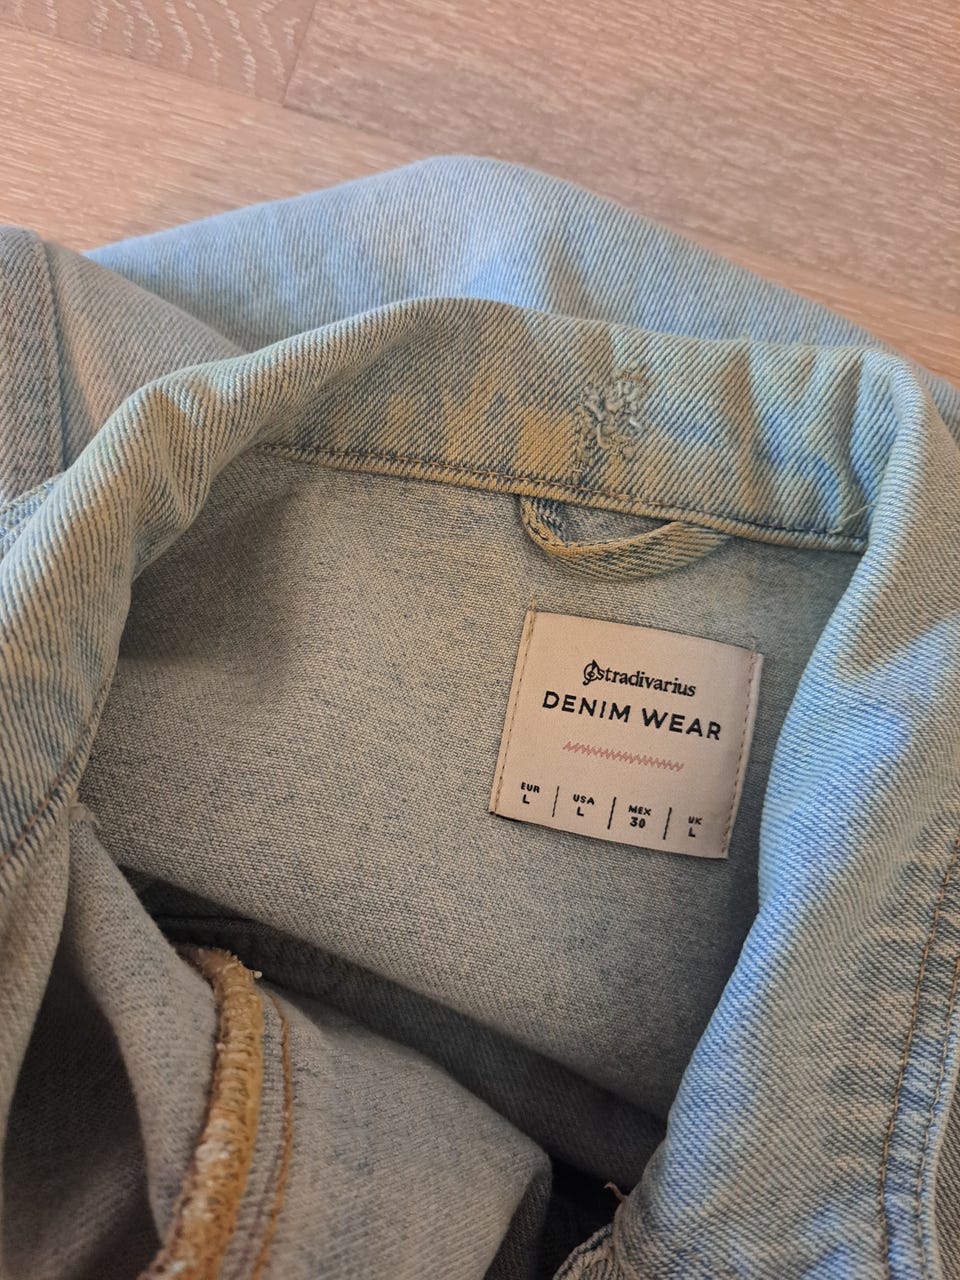 stradivarius
DENIM WEAR
EUR USA MEX UK
L L 30 L